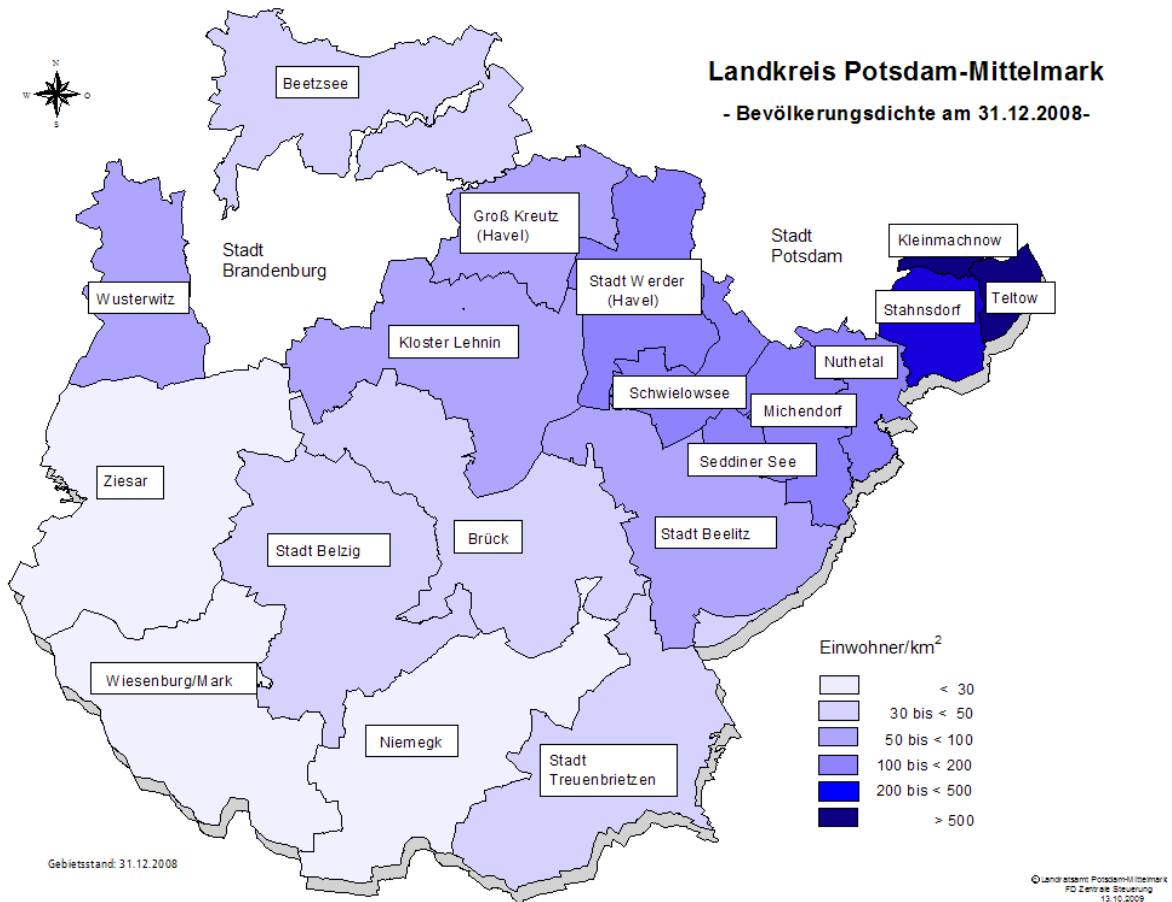 Landkreis Potsdam-Mittelmark
- Bevölkerungsdichte am 31.12.2008-
N
W
O
S
Beetzsee
Groß Kreutz
(Havel)
Stadt
Brandenburg
Stadt
Potsdam
Kleinmachnow
Stadt Werder
(Havel)
Wusterwitz
Stahnsdorf
Teltow
Kloster Lehnin
Nuthetal
Schwielowsee
Michendorf
Seddiner See
Ziesar
Stadt Belzig
Brück
Stadt Beelitz
Wiesenburg/Mark
Niemegk
Stadt
Treuenbrietzen
Einwohner/km²
< 30
30 bis < 50
50 bis < 100
100 bis < 200
200 bis < 500
> 500
Gebietsstand: 31.12.2008
© Landratsamt Potsdam-Mittelmark
FD Zentrale Steuerung
13.10.2009